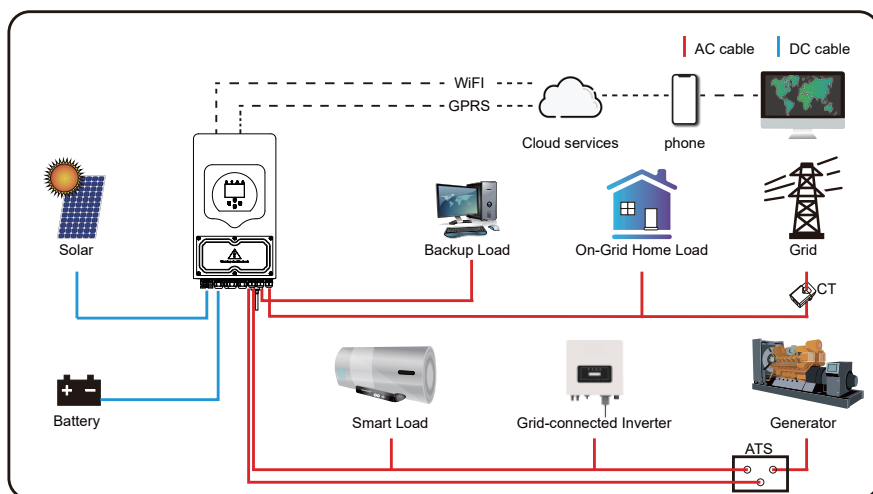 AC cable
DC cable
WiFI
GPRS
Cloud services
phone
Solar
Backup Load
On-Grid Home Load
Grid
CT
Battery
Smart Load
Grid-connected Inverter
Generator
ATS